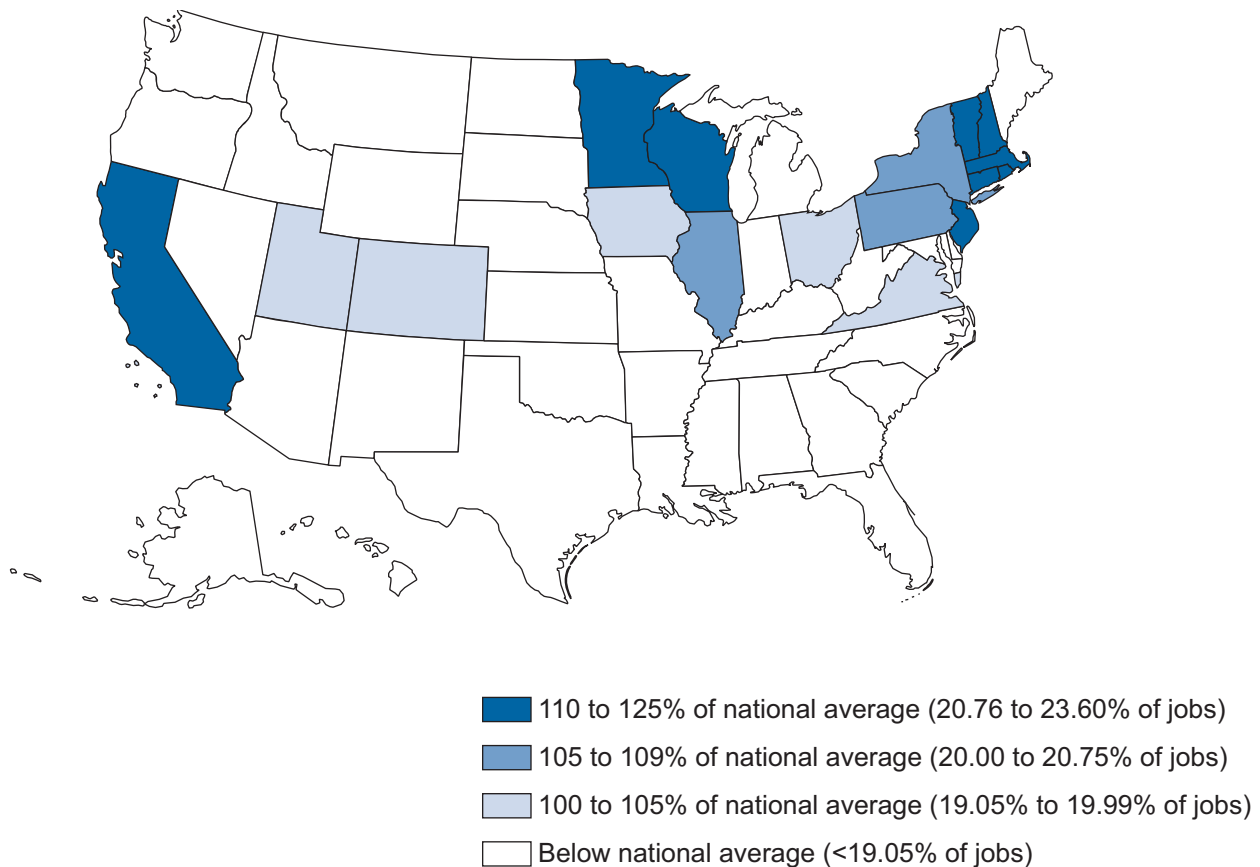 110 to 125% of national average (20.76 to 23.60% of jobs)
105 to 109% of national average (20.00 to 20.75% of jobs)
100 to 105% of national average (19.05% to 19.99% of jobs)
Below national average (<19.05% of jobs)